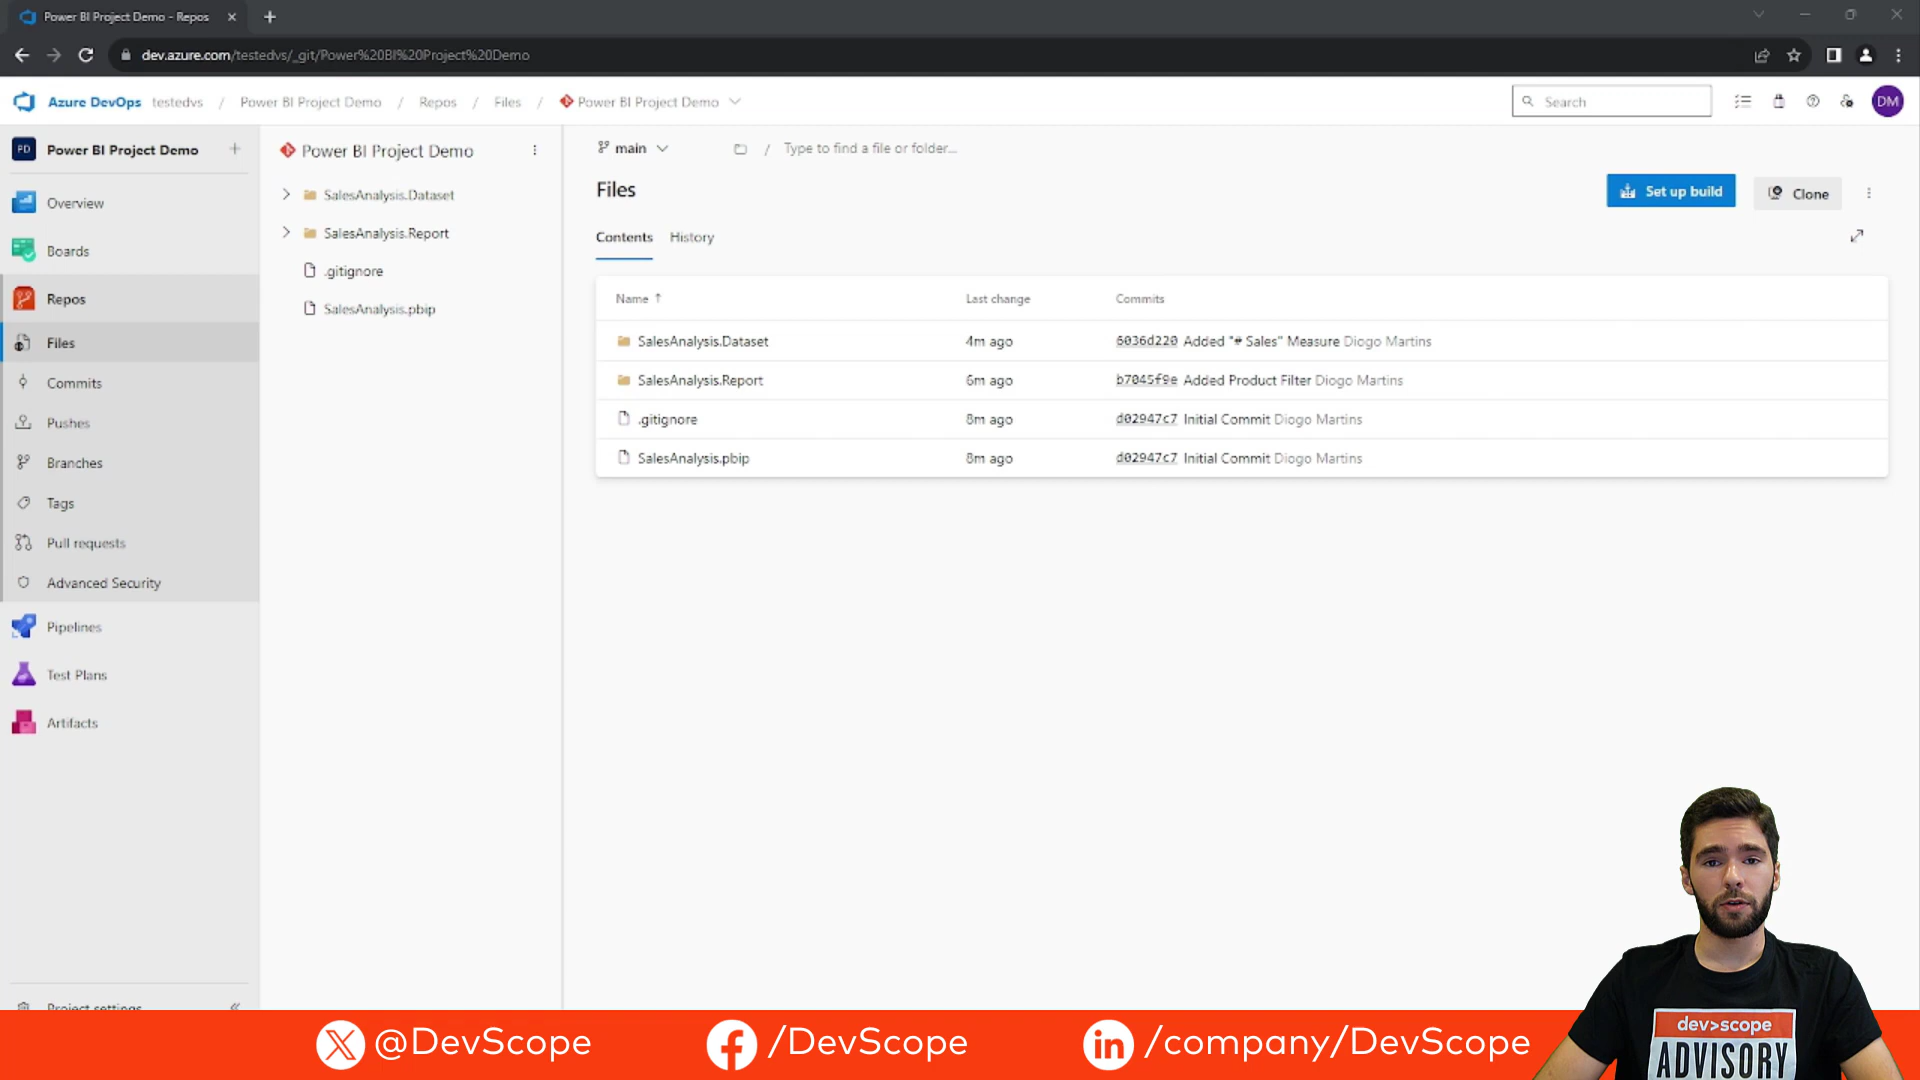 Power BI Project Demo - Repos
dev.azure.com/testedvs/_git/Power%20BI%20Project%20Demo
Azure DevOps testedvs / Power BI Project Demo / Repos / Files / Power BI Project Demo
Search
DM
PD Power BI Project Demo
Overview
Boards
Repos
Files
Commits
Pushes
Branches
Tags
Pull requests
Advanced Security
Pipelines
Test Plans
Artifacts
Project settings
Power BI Project Demo
SalesAnalysis.Dataset
SalesAnalysis.Report
.gitignore
SalesAnalysis.pbip
main / Type to find a file or folder...
Files
Set up build
Clone
Contents History
Name Last change Commits
SalesAnalysis.Dataset 4m ago 6036d220 Added "# Sales" Measure Diogo Martins
SalesAnalysis.Report 6m ago b7045f9e Added Product Filter Diogo Martins
.gitignore 8m ago d02947c7 Initial Commit Diogo Martins
SalesAnalysis.pbip 8m ago d02947c7 Initial Commit Diogo Martins
@DevScope
/DevScope
/company/DevScope
dev>scope
ADVISORY